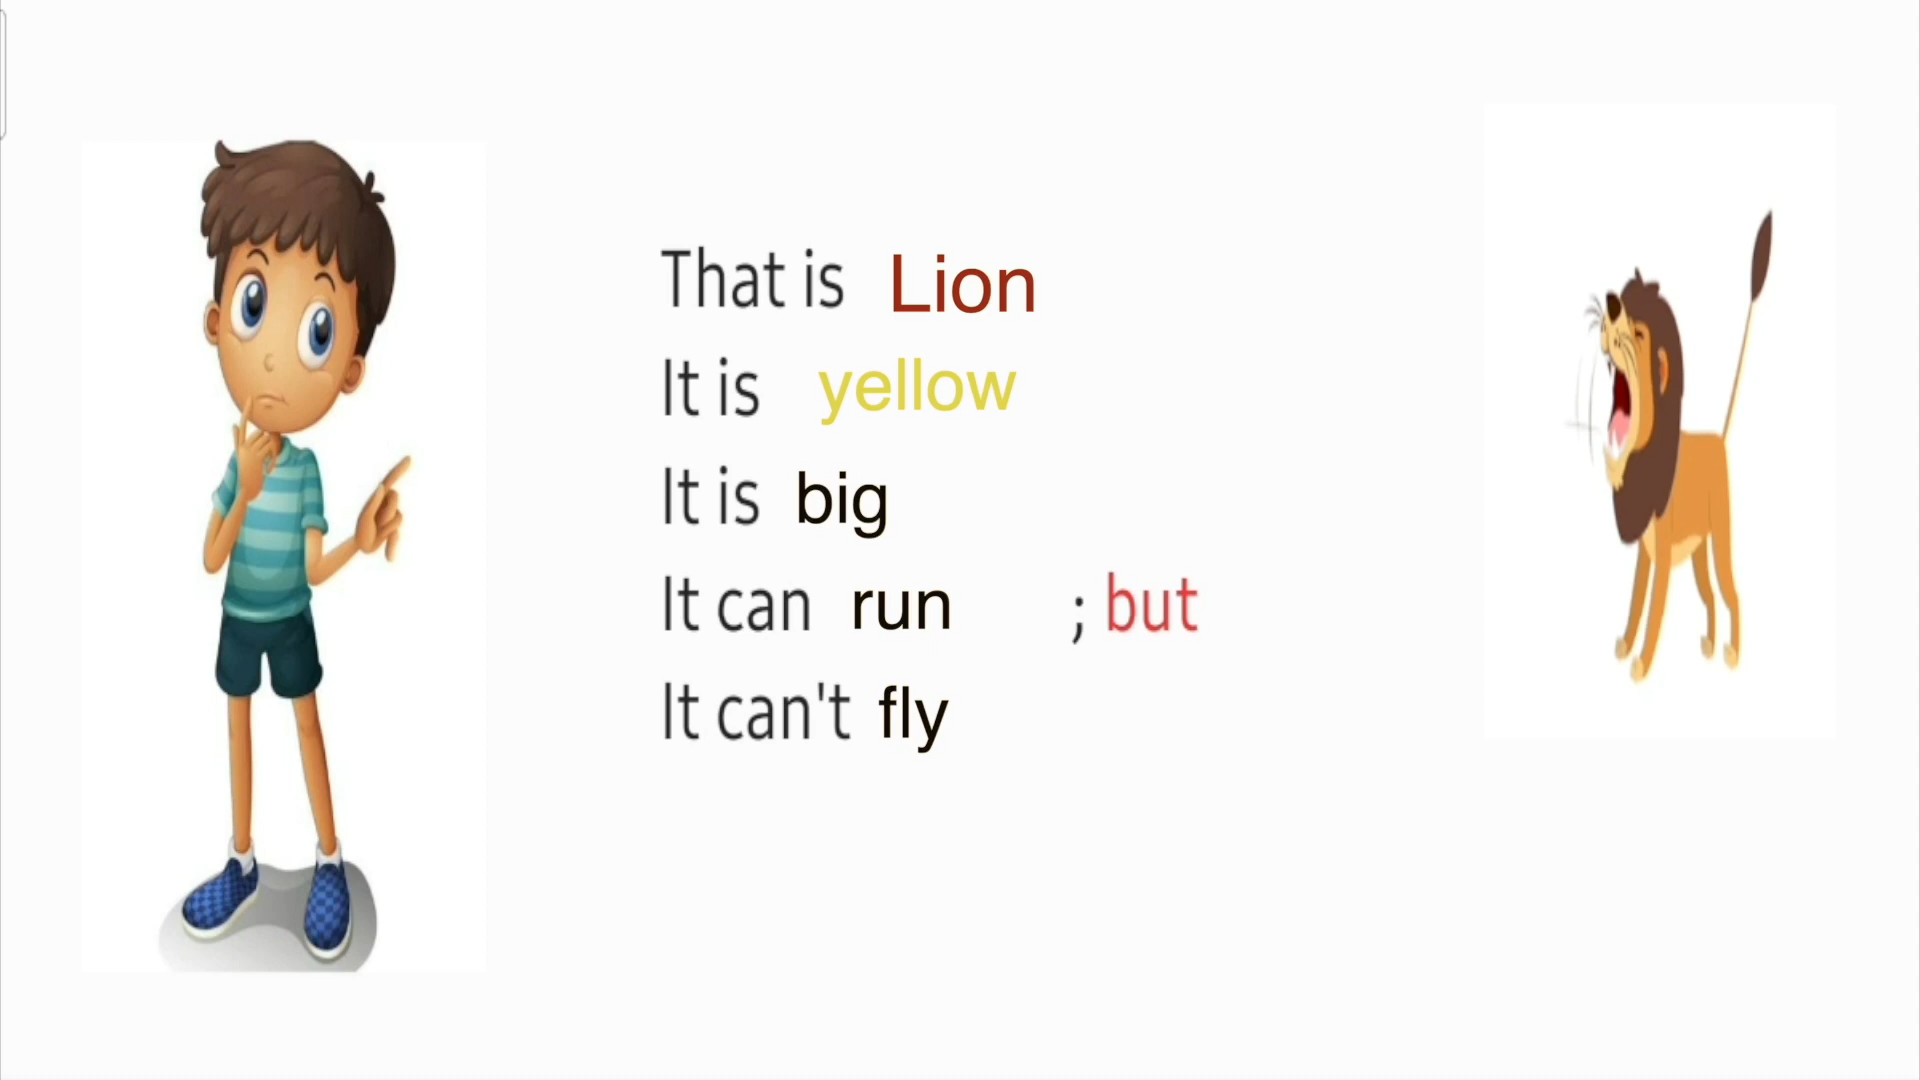 That is Lion
It is yellow
It is big
It can run ; but
It can't fly